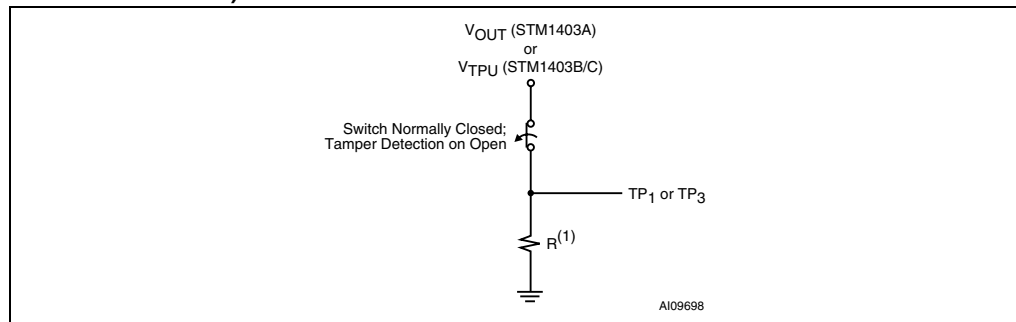 VOUT (STM1403A)
or
VTPU (STM1403B/C)
Switch Normally Closed;
Tamper Detection on Open
TP1 or TP3
R(1)
AI09698